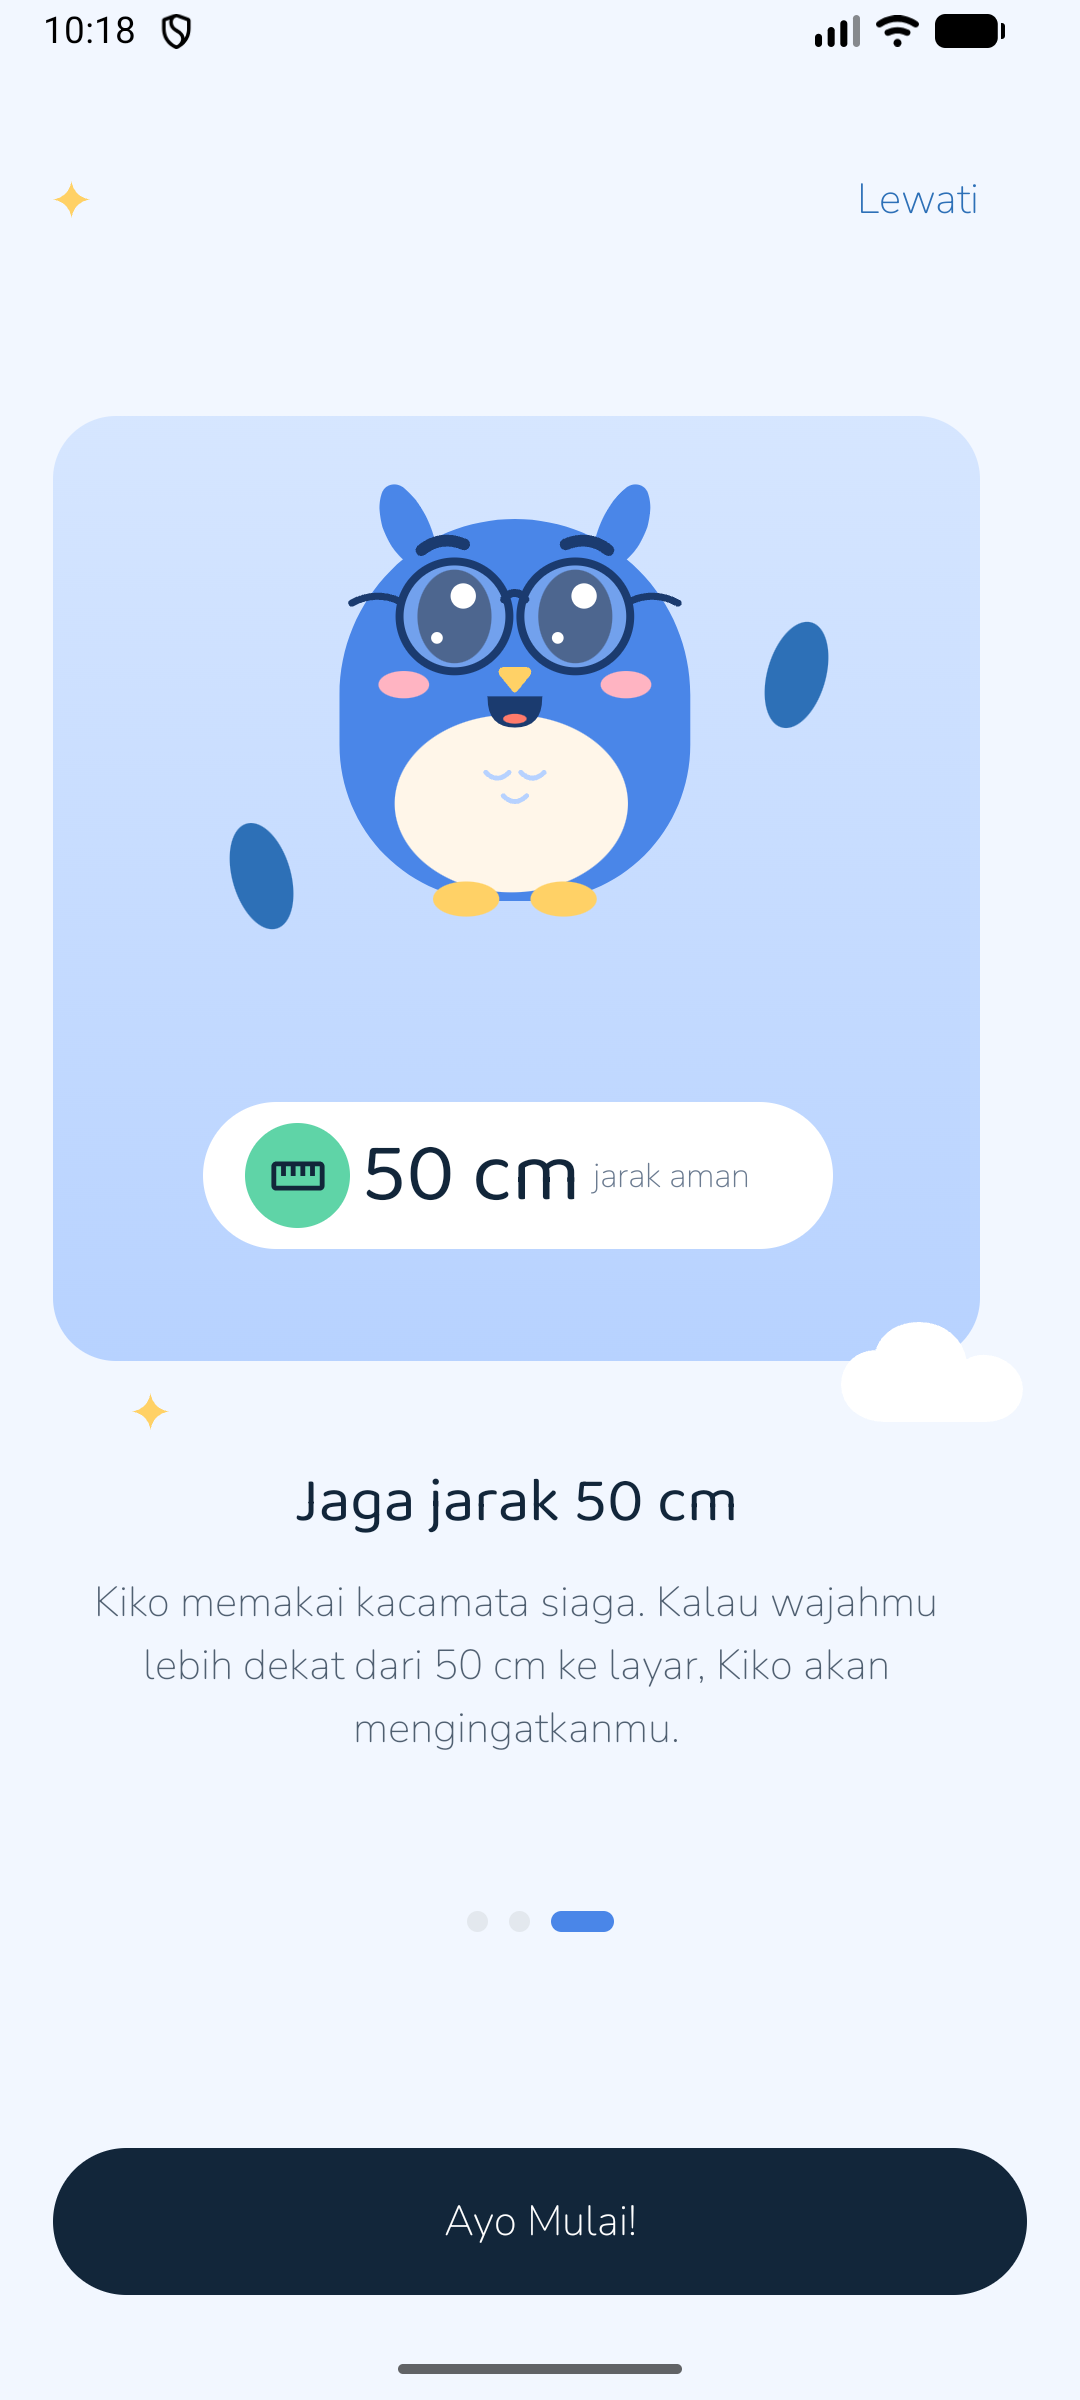 10:18
Lewati
50 cm jarak aman
Jaga jarak 50 cm
Kiko memakai kacamata siaga. Kalau wajahmu
lebih dekat dari 50 cm ke layar, Kiko akan
mengingatkanmu.
Ayo Mulai!